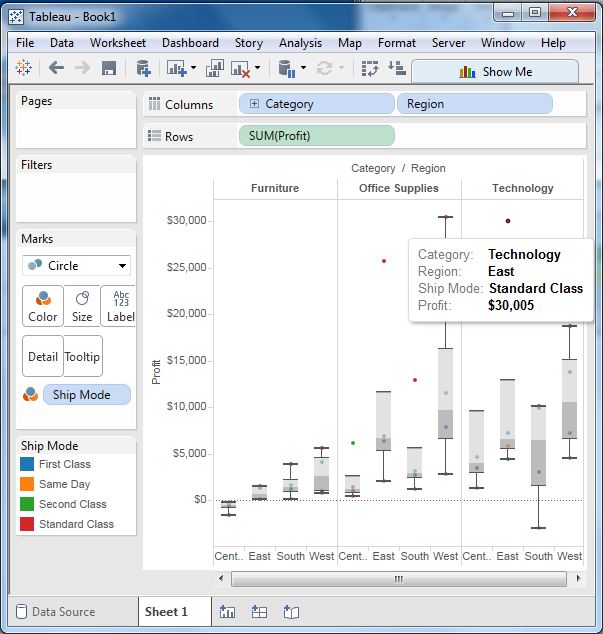 Tableau - Book1
File Data Worksheet Dashboard Story Analysis Map Format Server Window Help
Show Me
Pages
Columns
Category
Region
Rows
SUM(Profit)
Filters
Marks
Circle
Color
Size
Abc
123
Label
Detail
Tooltip
Ship Mode
Ship Mode
First Class
Same Day
Second Class
Standard Class
Category / Region
Furniture Office Supplies Technology
Profit
$30,000
$25,000
$20,000
$15,000
$10,000
$5,000
$0
Category: Technology
Region: East
Ship Mode: Standard Class
Profit: $30,005
Cent.. East South West Cent.. East South West Cent.. East South West
Data Source
Sheet 1